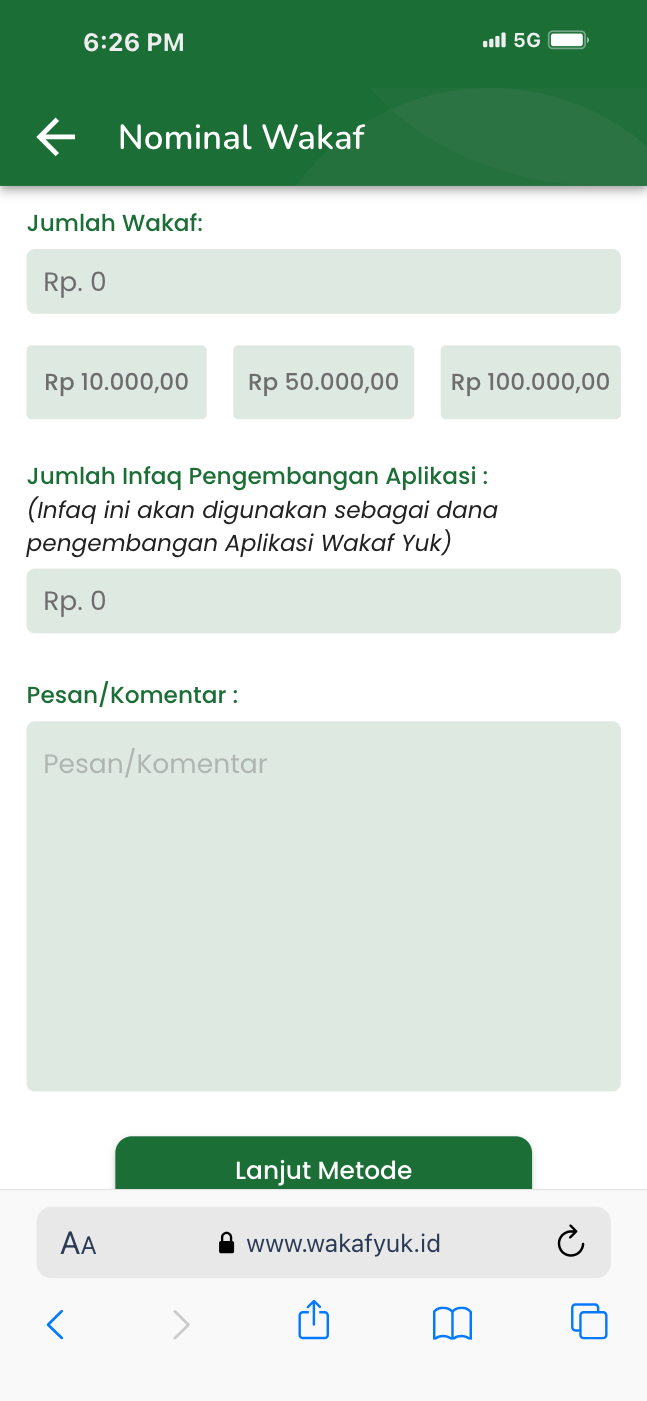 6:26 PM
5G
Nominal Wakaf
Jumlah Wakaf:
Rp. 0
Rp 10.000,00
Rp 50.000,00
Rp 100.000,00
Jumlah Infaq Pengembangan Aplikasi :
(Infaq ini akan digunakan sebagai dana
pengembangan Aplikasi Wakaf Yuk)
Rp. 0
Pesan/Komentar :
Pesan/Komentar
Lanjut Metode
AA
www.wakafyuk.id